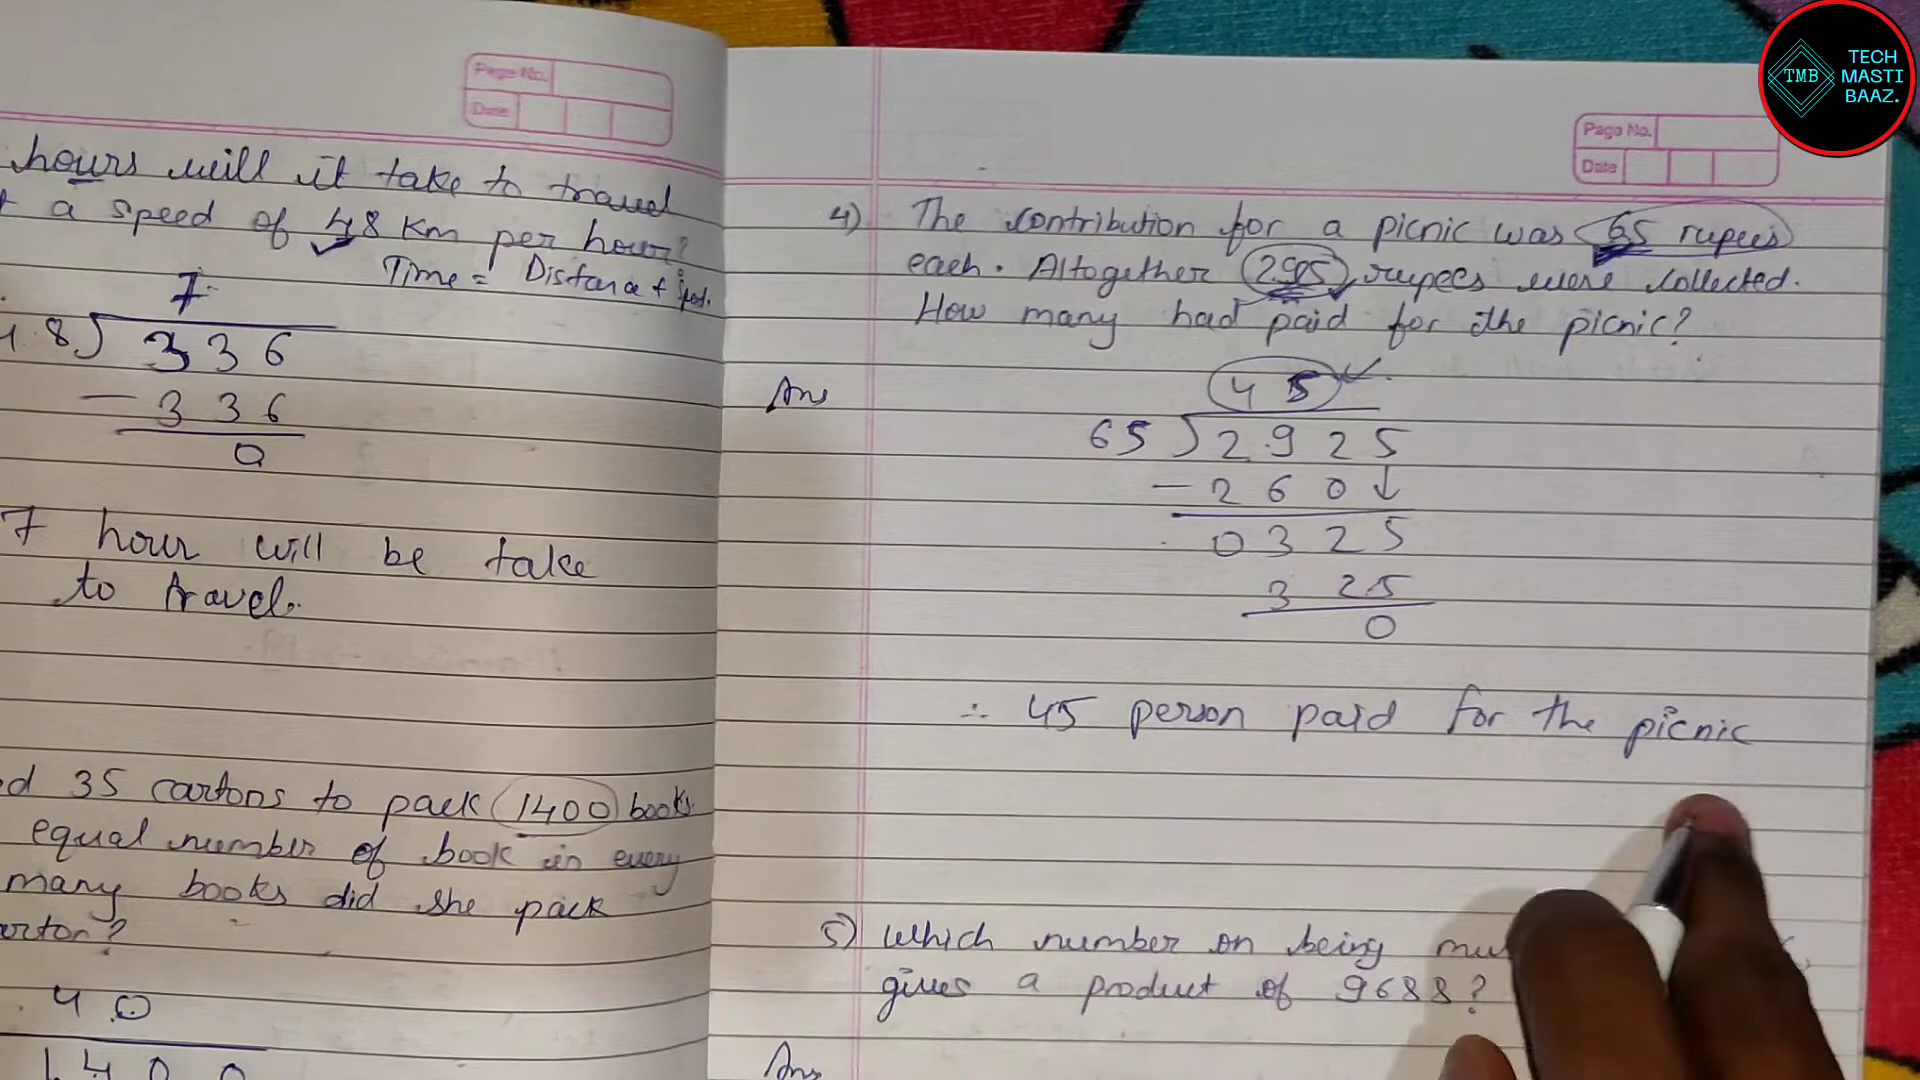 Page No.
Date
hours will it take to travel
a speed of 48 Km per hour?
Time = Distance ÷ Speed.
7
48) 336
- 336
0
7 hour will be take
to travel.
35 cartons to pack 1400 books.
equal number of book in every
many books did she pack
40
1400
TECH
MASTI
BAAZ.
TMB
Page No.
Date
4) The contribution for a picnic was 65 rupees
each. Altogether rupees were collected.
How many had paid for the picnic?
Ans 45
65) 2925
- 260↓
0325
325
0
∴ 45 person paid for the picnic
5) Which number on being
gives a product of 9688?
Ans